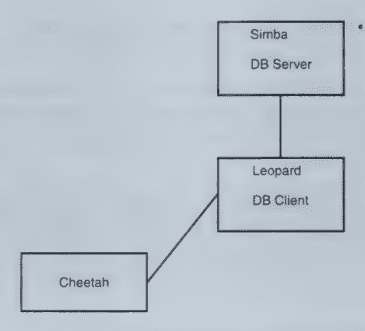 Simba
DB Server
Leopard
DB Client
Cheetah